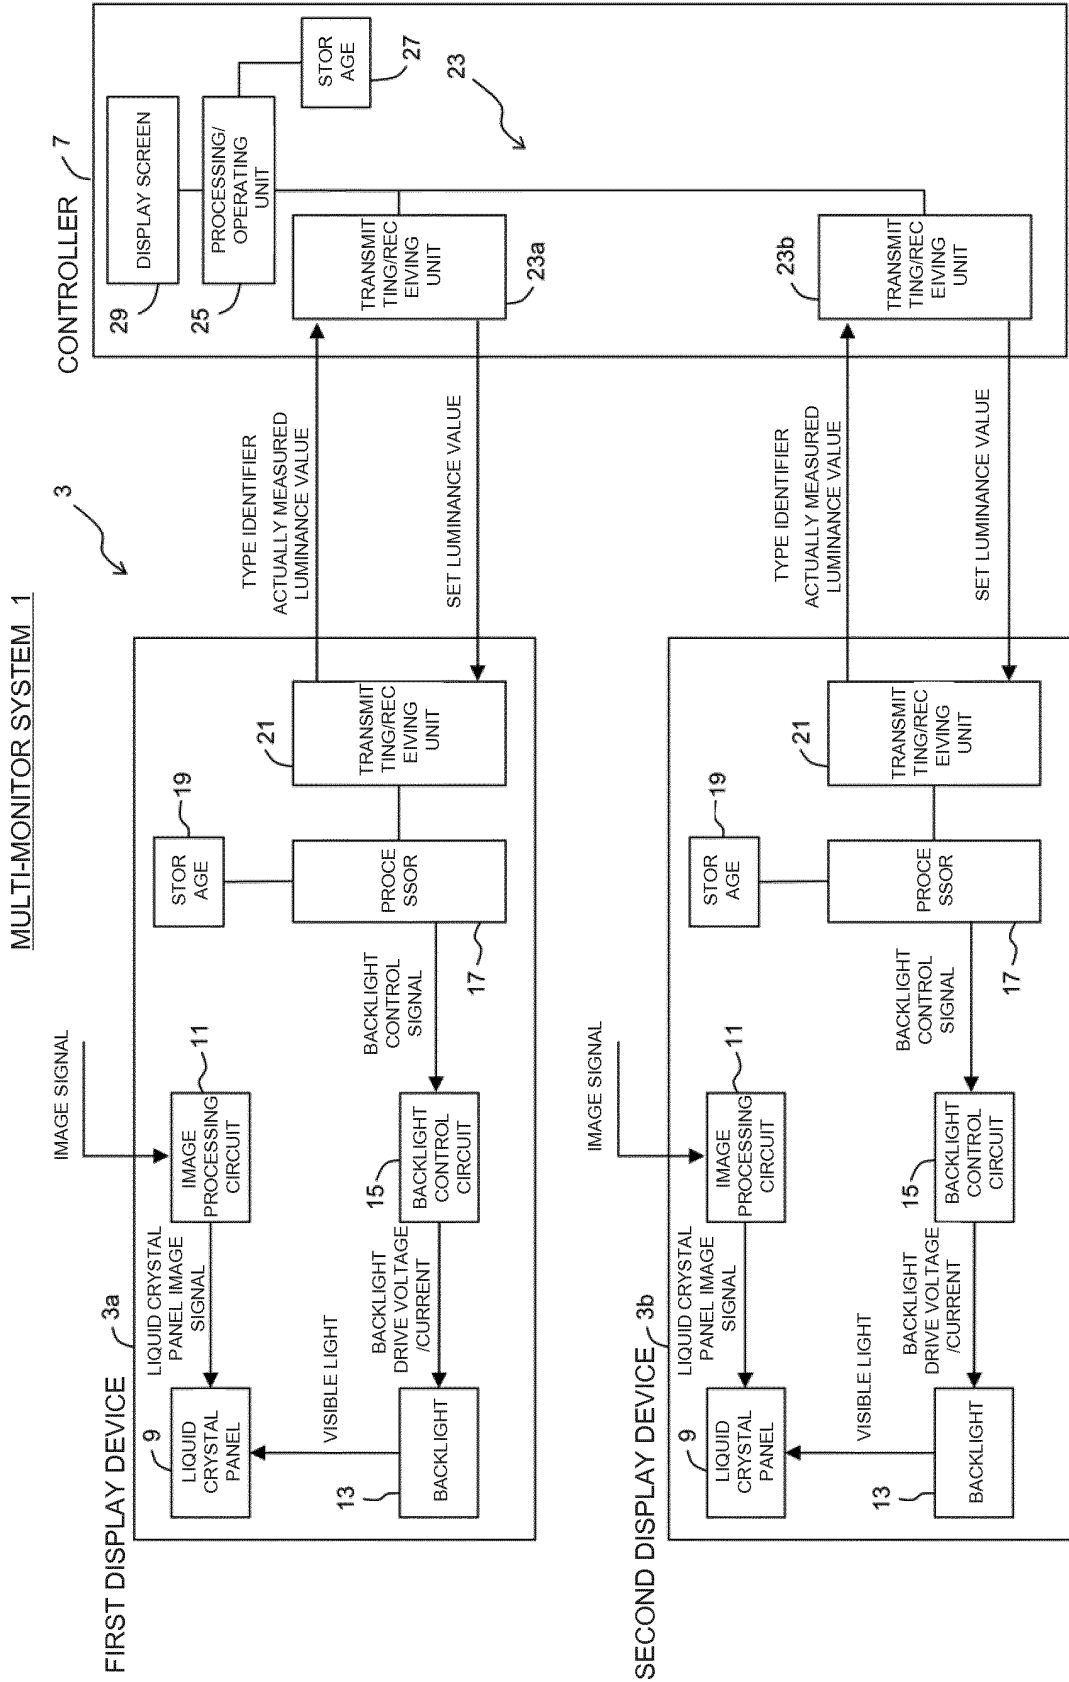 MULTI-MONITOR SYSTEM 1
3
FIRST DISPLAY DEVICE
3a
IMAGE SIGNAL
9
LIQUID
CRYSTAL
PANEL
LIQUID CRYSTAL
PANEL IMAGE
SIGNAL
IMAGE
PROCESSING
CIRCUIT
11
STOR
AGE
19
VISIBLE LIGHT
13
BACKLIGHT
BACKLIGHT
DRIVE VOLTAGE
/CURRENT
15
BACKLIGHT
CONTROL
CIRCUIT
BACKLIGHT
CONTROL
SIGNAL
17
PROCE
SSOR
21
TRANSMIT
TING/REC
EIVING
UNIT
TYPE IDENTIFIER
ACTUALLY MEASURED
LUMINANCE VALUE
SET LUMINANCE VALUE
CONTROLLER
7
29
DISPLAY SCREEN
25
PROCESSING/
OPERATING
UNIT
STOR
AGE
27
23
TRANSMIT
TING/REC
EIVING
UNIT
23a
23b
TRANSMIT
TING/REC
EIVING
UNIT
SECOND DISPLAY DEVICE
3b
IMAGE SIGNAL
9
LIQUID
CRYSTAL
PANEL
LIQUID CRYSTAL
PANEL IMAGE
SIGNAL
IMAGE
PROCESSING
CIRCUIT
11
STOR
AGE
19
VISIBLE LIGHT
13
BACKLIGHT
BACKLIGHT
DRIVE VOLTAGE
/CURRENT
15
BACKLIGHT
CONTROL
CIRCUIT
BACKLIGHT
CONTROL
SIGNAL
17
PROCE
SSOR
21
TRANSMIT
TING/REC
EIVING
UNIT
TYPE IDENTIFIER
ACTUALLY MEASURED
LUMINANCE VALUE
SET LUMINANCE VALUE